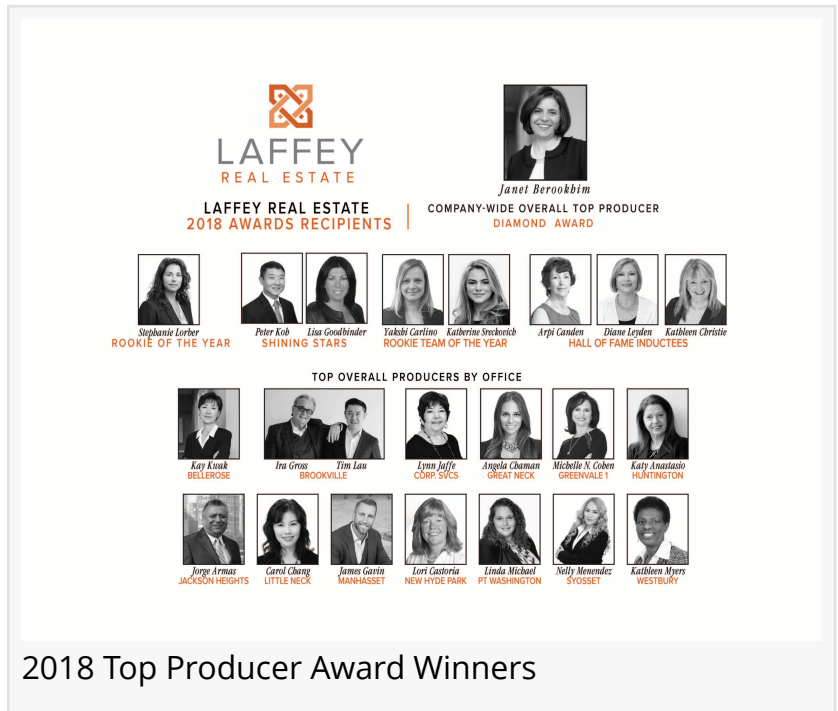 LAFFEY
REAL ESTATE
LAFFEY REAL ESTATE
2018 AWARDS RECIPIENTS
Janet Berookhim
COMPANY-WIDE OVERALL TOP PRODUCER
DIAMOND AWARD
Stephanie Lorber
ROOKIE OF THE YEAR
Peter Koh Lisa Goodbinder
SHINING STARS
Yakshi Carlino Katherine Sreckovich
ROOKIE TEAM OF THE YEAR
Arpi Canden Diane Leyden Kathleen Christie
HALL OF FAME INDUCTEES
TOP OVERALL PRODUCERS BY OFFICE
Kay Kwak
BELLEROSE
Ira Gross Tim Lau
BROOKVILLE
Lynn Jaffe
CORP. SVCS
Angela Chaman
GREAT NECK
Michelle N. Cohen
GREENVALE 1
Katy Anastasio
HUNTINGTON
Jorge Armas
JACKSON HEIGHTS
Carol Chang
LITTLE NECK
James Gavin
MANHASSET
Lori Castoria
NEW HYDE PARK
Linda Michael
PT WASHINGTON
Nelly Menendez
SYOSSET
Kathleen Myers
WESTBURY
2018 Top Producer Award Winners